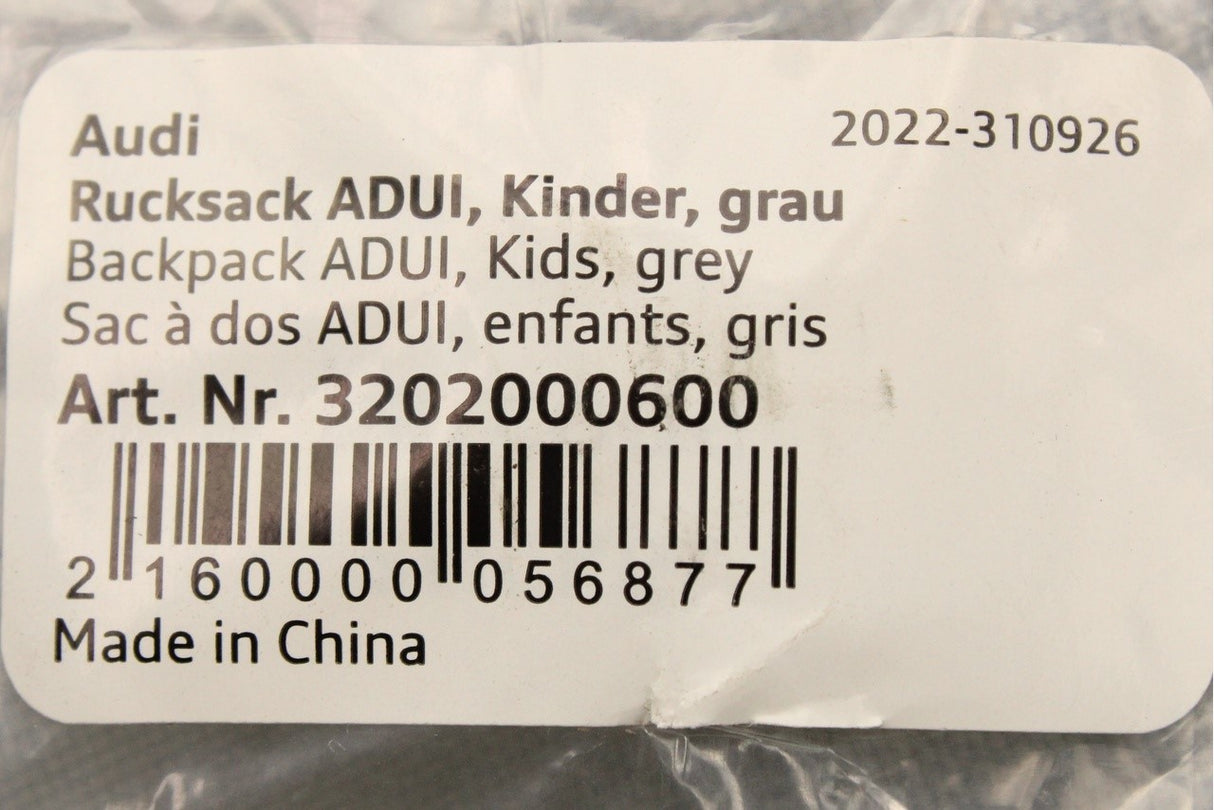 Audi
2022-310926
Rucksack ADUI, Kinder, grau
Backpack ADUI, Kids, grey
Sac à dos ADUI, enfants, gris
Art. Nr. 3202000600
2 160000 056877
Made in China